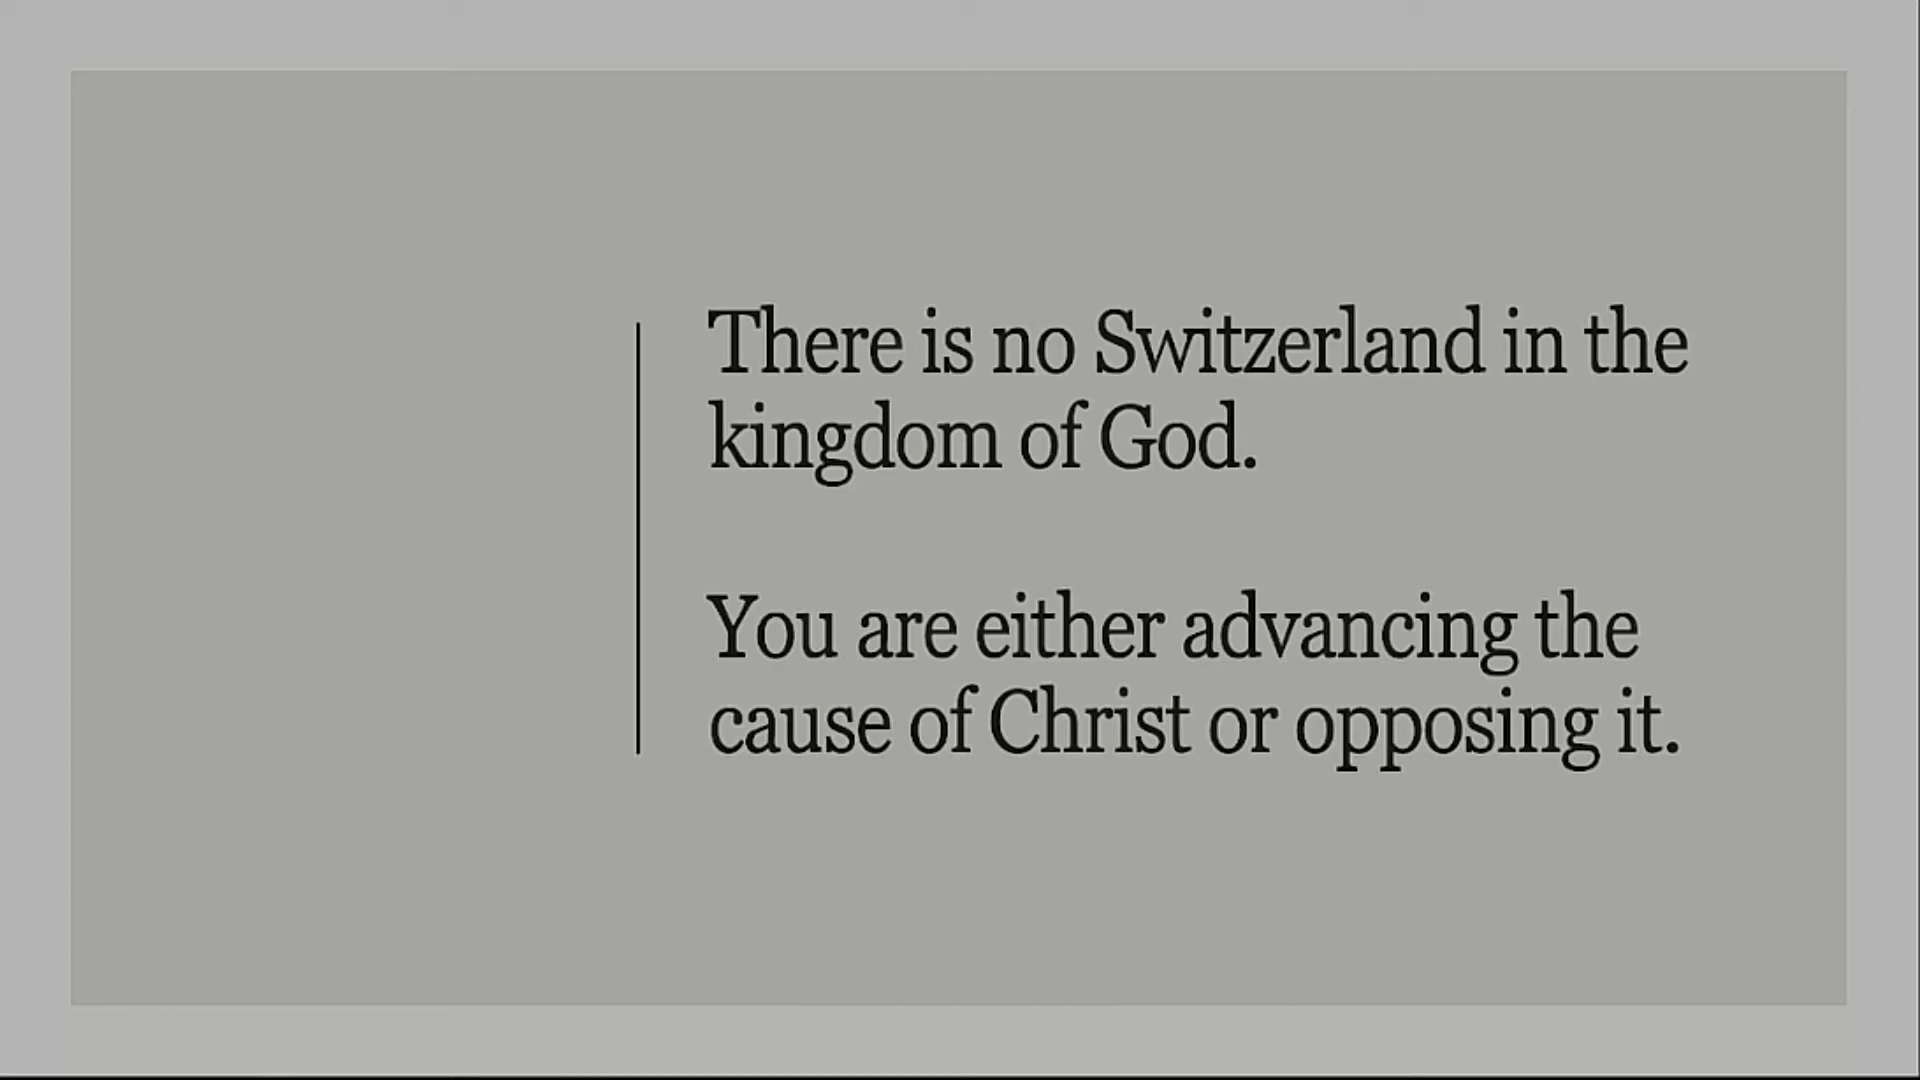 There is no Switzerland in the
kingdom of God.
You are either advancing the
cause of Christ or opposing it.